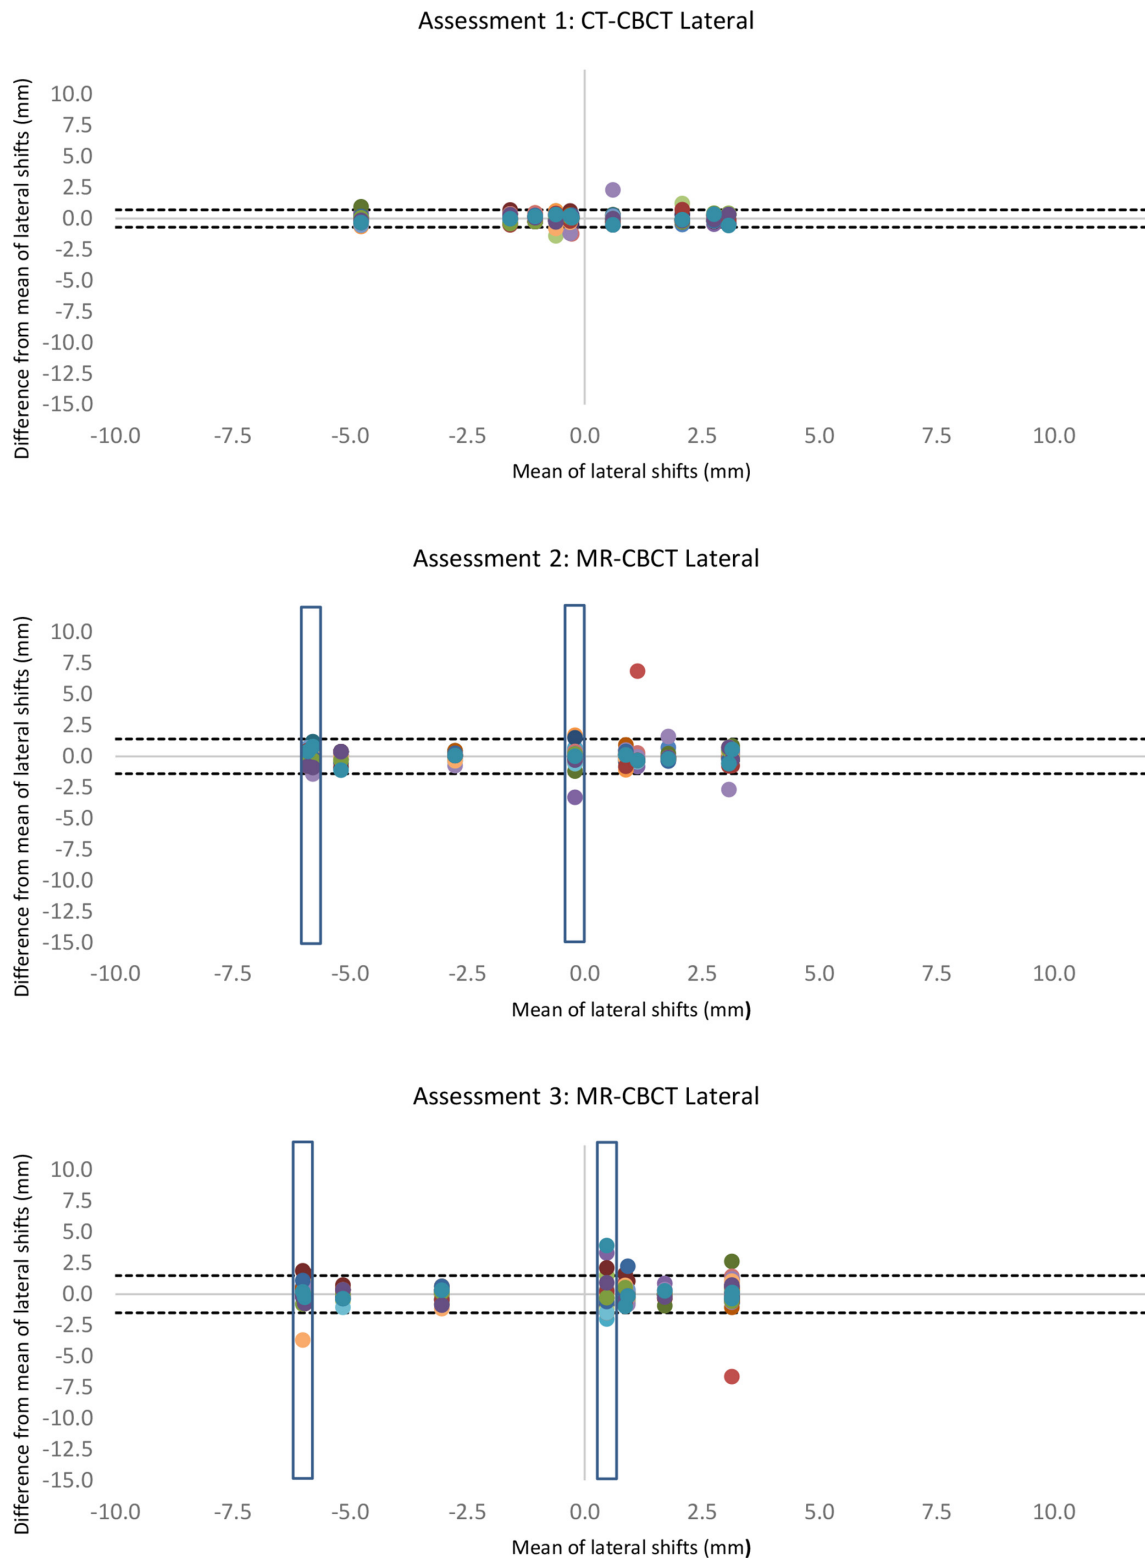 Assessment 1: CT-CBCT Lateral
Difference from mean of lateral shifts (mm)
10.0
7.5
5.0
2.5
0.0
-2.5
-5.0
-7.5
-10.0
-12.5
-15.0
-10.0 -7.5 -5.0 -2.5 0.0 2.5 5.0 7.5 10.0
Mean of lateral shifts (mm)
Assessment 2: MR-CBCT Lateral
Difference from mean of lateral shifts (mm)
10.0
7.5
5.0
2.5
0.0
-2.5
-5.0
-7.5
-10.0
-12.5
-15.0
-10.0 -7.5 -5.0 -2.5 0.0 2.5 5.0 7.5 10.0
Mean of lateral shifts (mm)
Assessment 3: MR-CBCT Lateral
Difference from mean of lateral shifts (mm)
10.0
7.5
5.0
2.5
0.0
-2.5
-5.0
-7.5
-10.0
-12.5
-15.0
-10.0 -7.5 -5.0 -2.5 0.0 2.5 5.0 7.5 10.0
Mean of lateral shifts (mm)